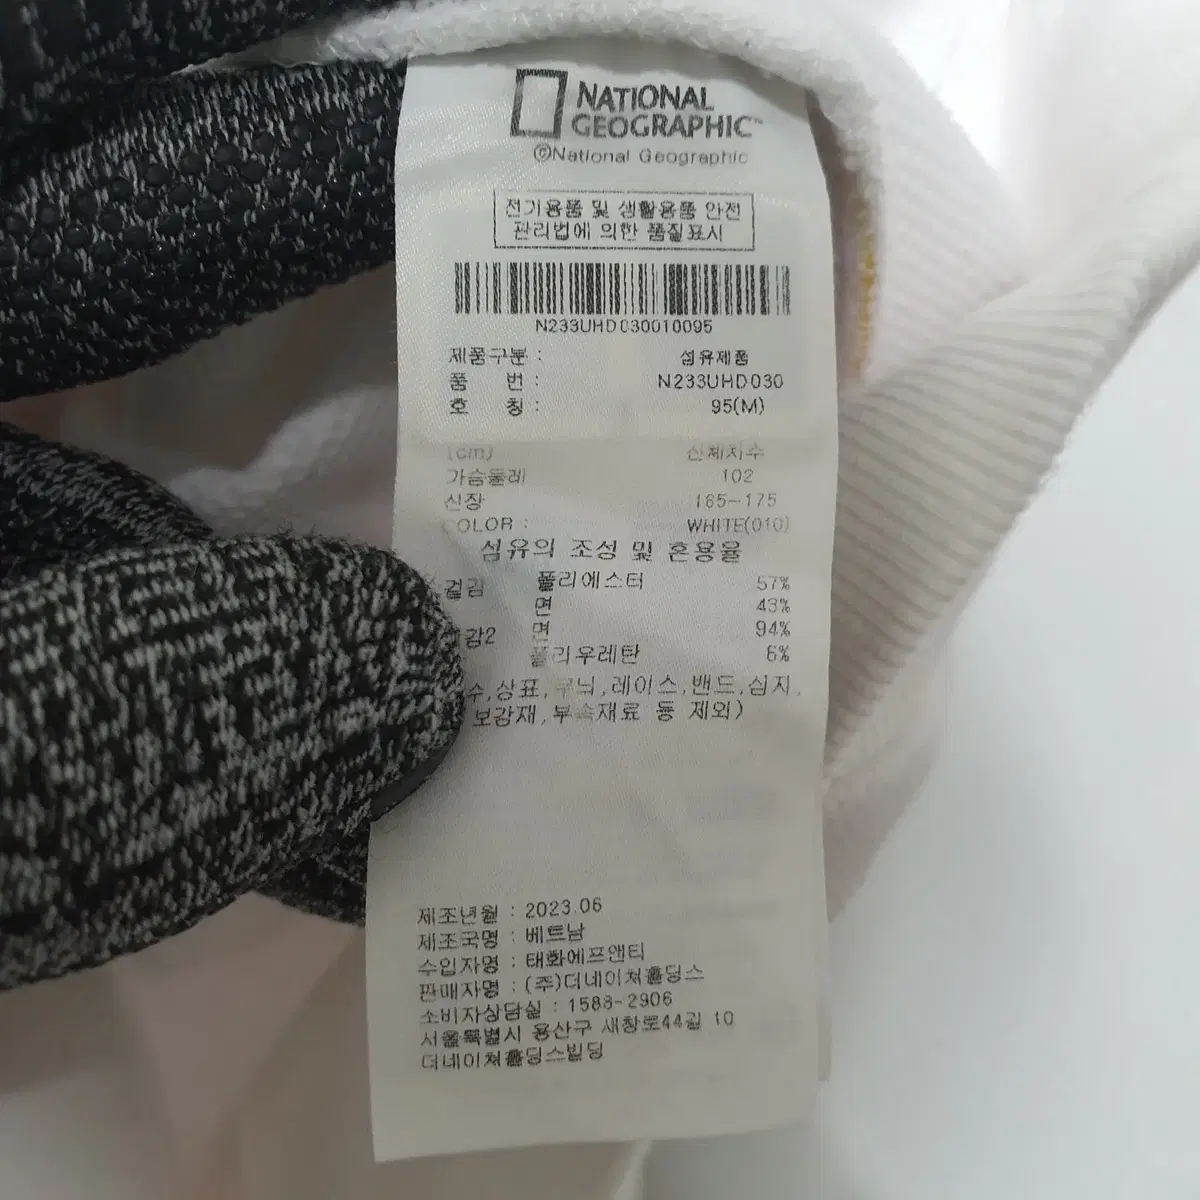 NATIONAL
GEOGRAPHIC™
©National Geographic
전기용품 및 생활용품 안전
관리법에 의한 품질표시
N233UHD030010095
제품구분 : 섬유제품
품 번 : N233UHD030
호 칭 : 95(M)
(cm) 신체치수
가슴둘레 102
신장 165-175
COLOR : WHITE(010)
섬유의 조성 및 혼용율
겉감 폴리에스터 57%
면 43%
감2 면 94%
폴리우레탄 6%
수,상표,무늬,레이스,밴드,심지,
보강재,부속재료 등 제외)
제조년월 : 2023.06
제조국명 : 베트남
수입자명 : 태화에프앤티
판매자명 : (주)더네이쳐홀딩스
소비자상담실 : 1588-2906
서울특별시 용산구 새창로44길 10
더네이쳐홀딩스빌딩